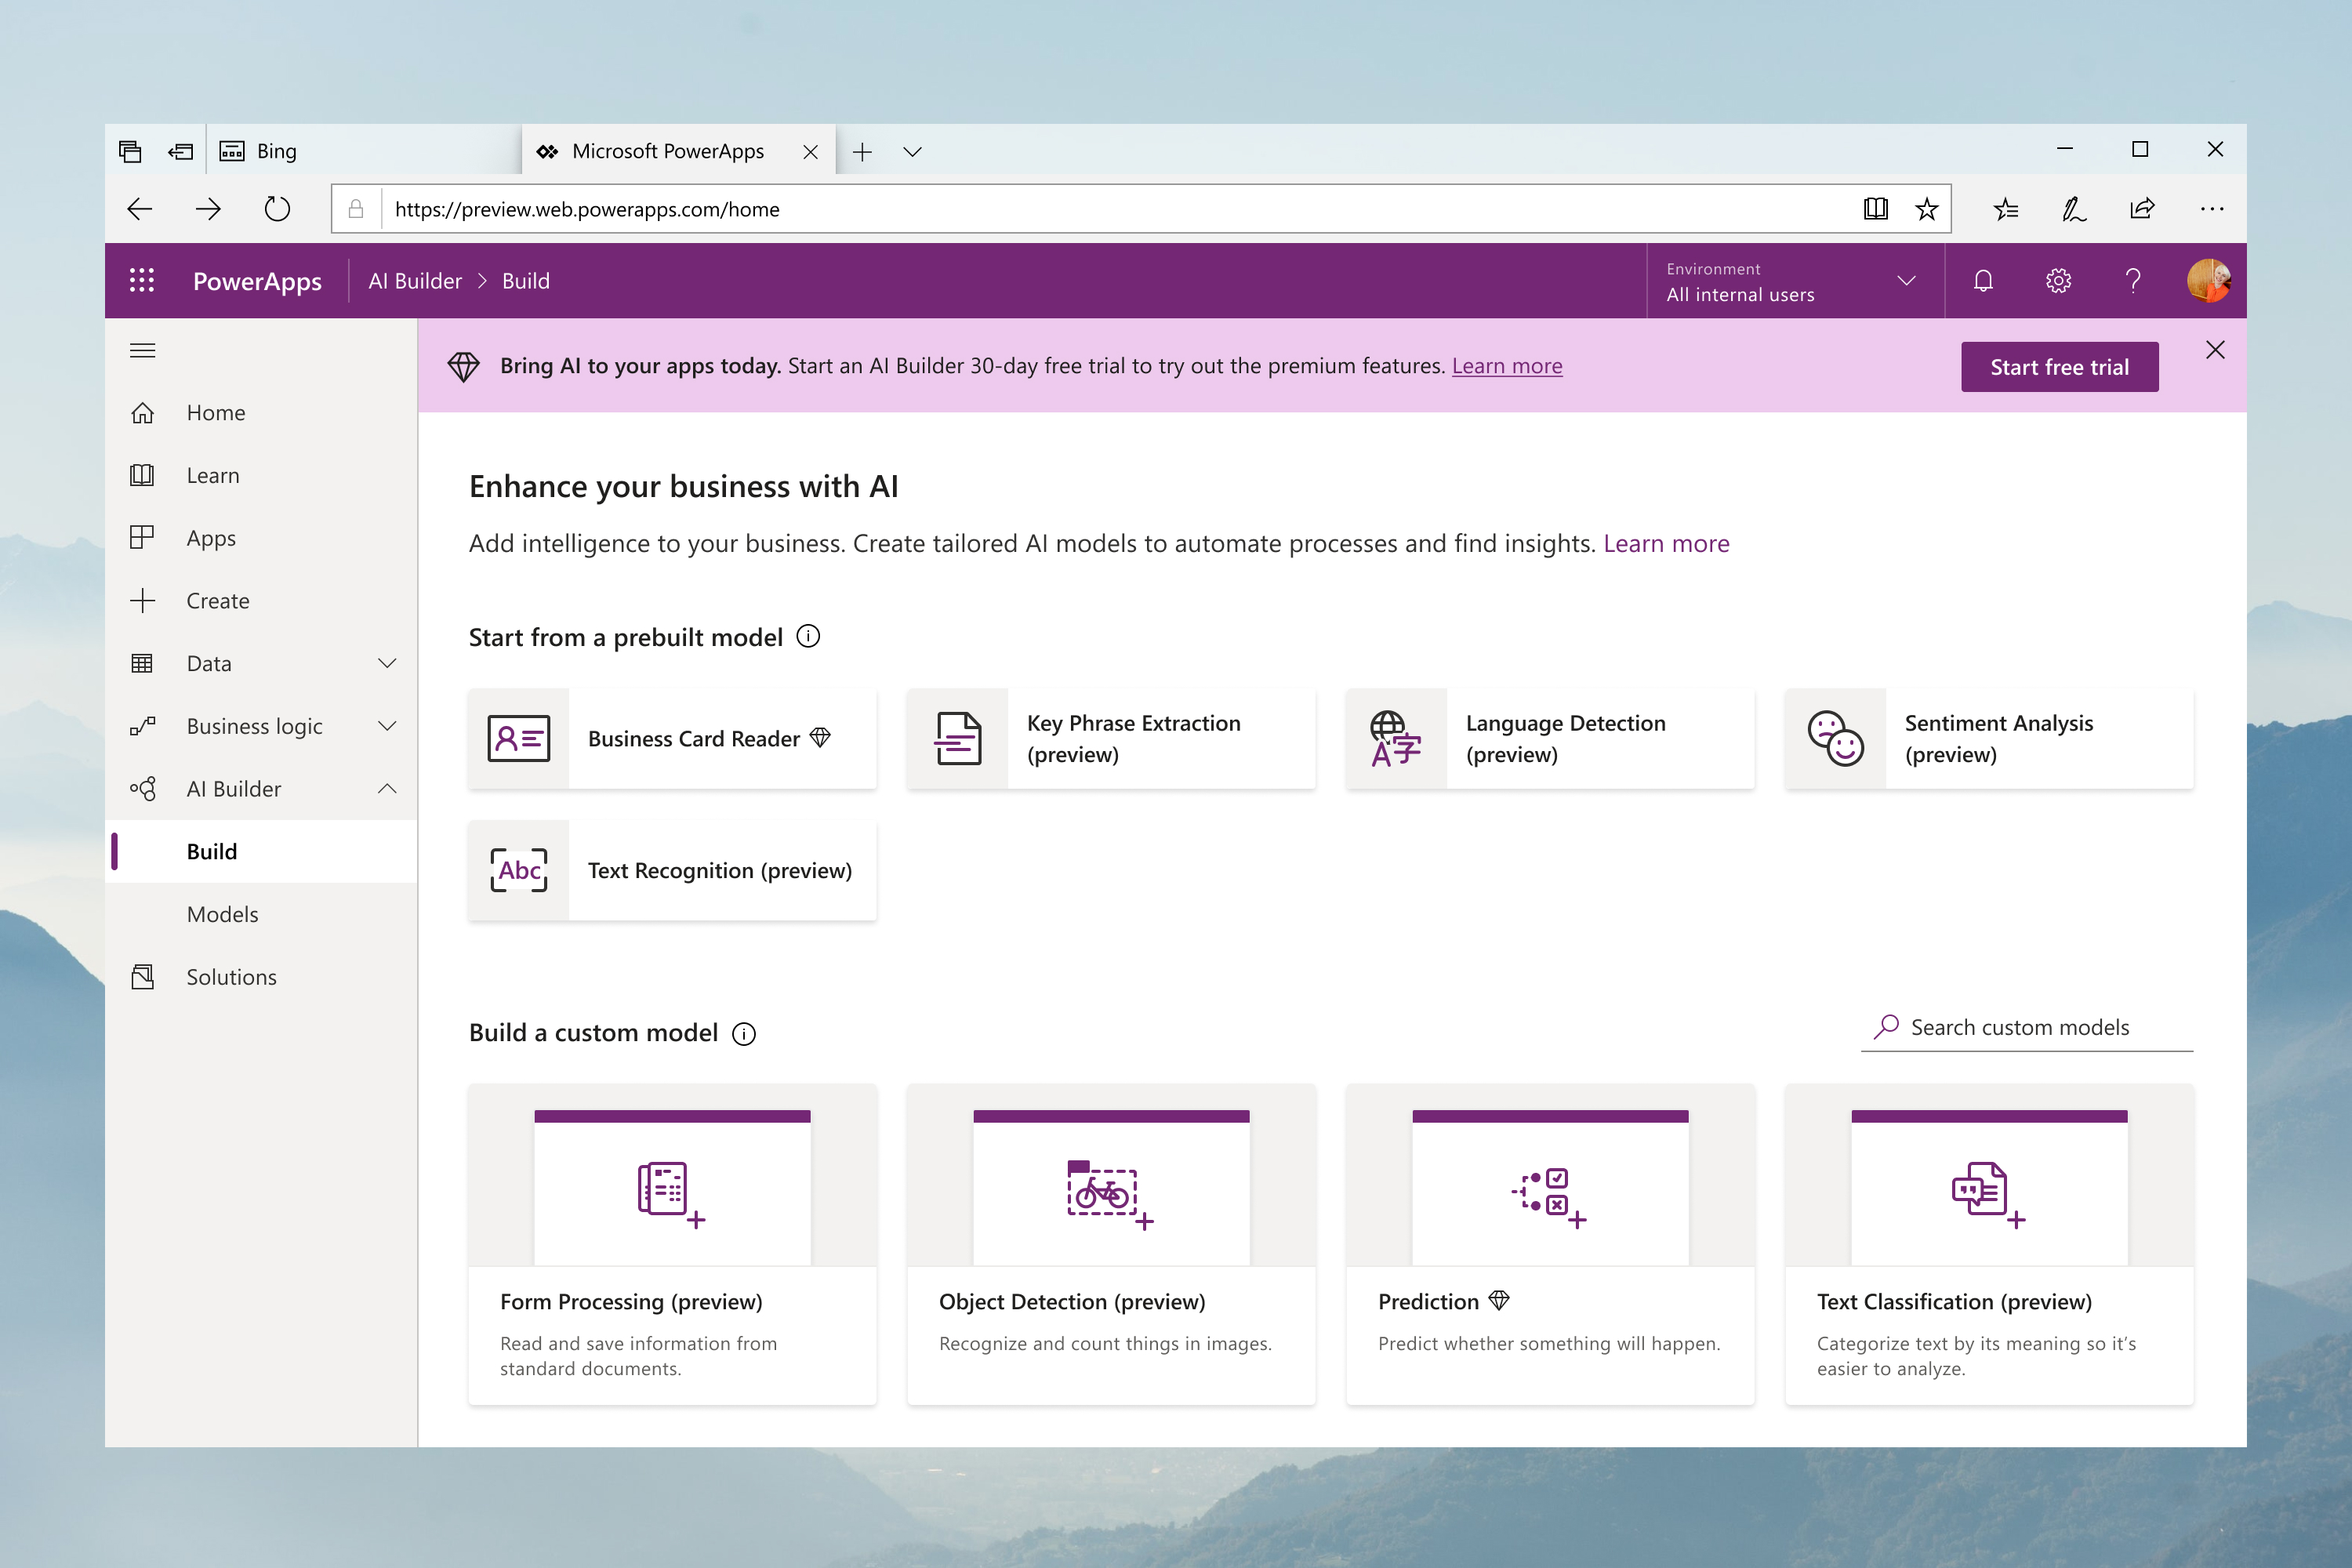 Bing
Microsoft PowerApps
https://preview.web.powerapps.com/home
PowerApps
AI Builder > Build
Environment
All internal users
Bring AI to your apps today. Start an AI Builder 30-day free trial to try out the premium features. Learn more
Start free trial
Home
Learn
Apps
Create
Data
Business logic
AI Builder
Build
Models
Solutions
Enhance your business with AI
Add intelligence to your business. Create tailored AI models to automate processes and find insights. Learn more
Start from a prebuilt model
Business Card Reader
Key Phrase Extraction
(preview)
Language Detection
(preview)
A字
Sentiment Analysis
(preview)
Abc
Text Recognition (preview)
Build a custom model
Search custom models
Form Processing (preview)
Read and save information from
standard documents.
Object Detection (preview)
Recognize and count things in images.
Prediction
Predict whether something will happen.
Text Classification (preview)
Categorize text by its meaning so it's
easier to analyze.